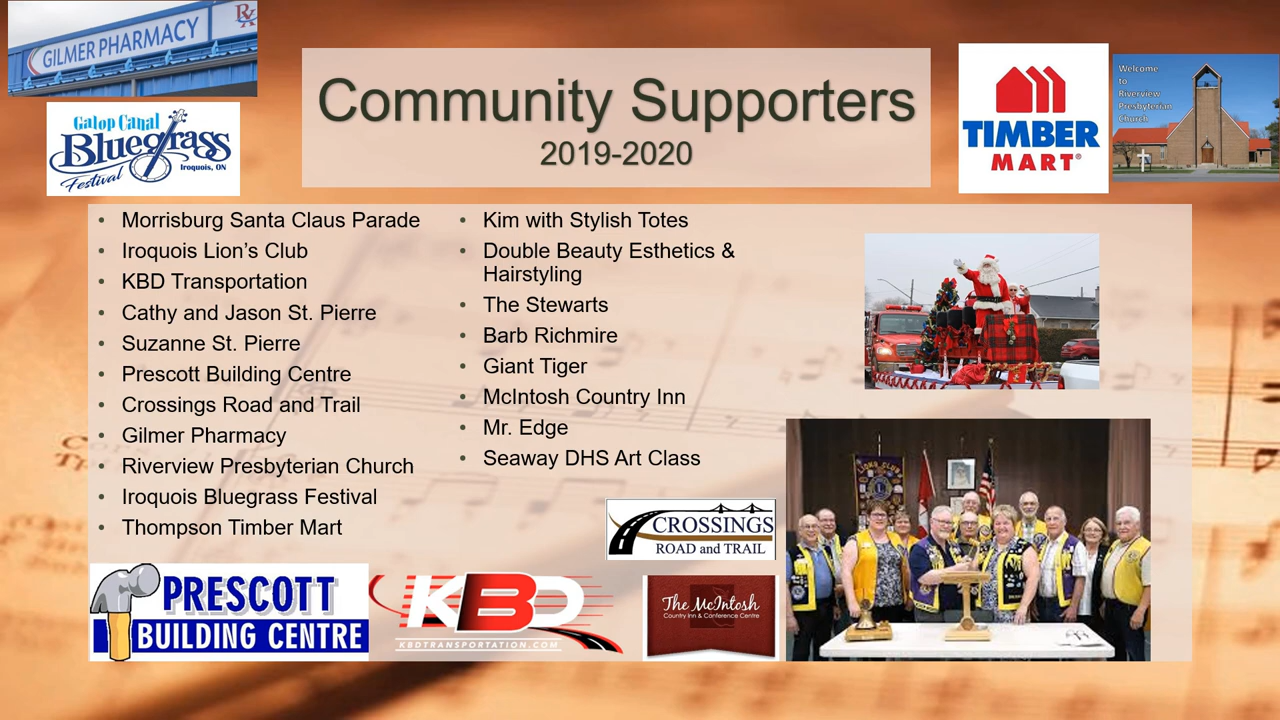 GILMER PHARMACY
Galop Canal
Bluegrass
Festival
Iroquois, ON
Community Supporters
2019-2020
TIMBER
MART®
Welcome
to
Riverview
Presbyterian
Church
• Morrisburg Santa Claus Parade
• Iroquois Lion’s Club
• KBD Transportation
• Cathy and Jason St. Pierre
• Suzanne St. Pierre
• Prescott Building Centre
• Crossings Road and Trail
• Gilmer Pharmacy
• Riverview Presbyterian Church
• Iroquois Bluegrass Festival
• Thompson Timber Mart
• Kim with Stylish Totes
• Double Beauty Esthetics &
Hairstyling
• The Stewarts
• Barb Richmire
• Giant Tiger
• McIntosh Country Inn
• Mr. Edge
• Seaway DHS Art Class
CROSSINGS
ROAD and TRAIL
PRESCOTT
BUILDING CENTRE
KBD
KBDTRANSPORTATION.COM
The McIntosh
Country Inn & Conference Centre
LIONS CLUB